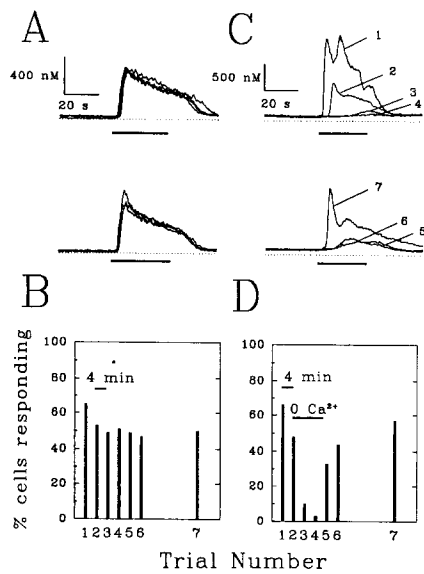 A
C
400 nM
20 s
500 nM
20 s
1
2
3
4
7
6
5
B
D
% cells responding
100
80
60
40
20
0
4 min
1 2 3 4 5 6 7
100
80
60
40
20
0
4 min
0 Ca²⁺
1 2 3 4 5 6 7
Trial Number